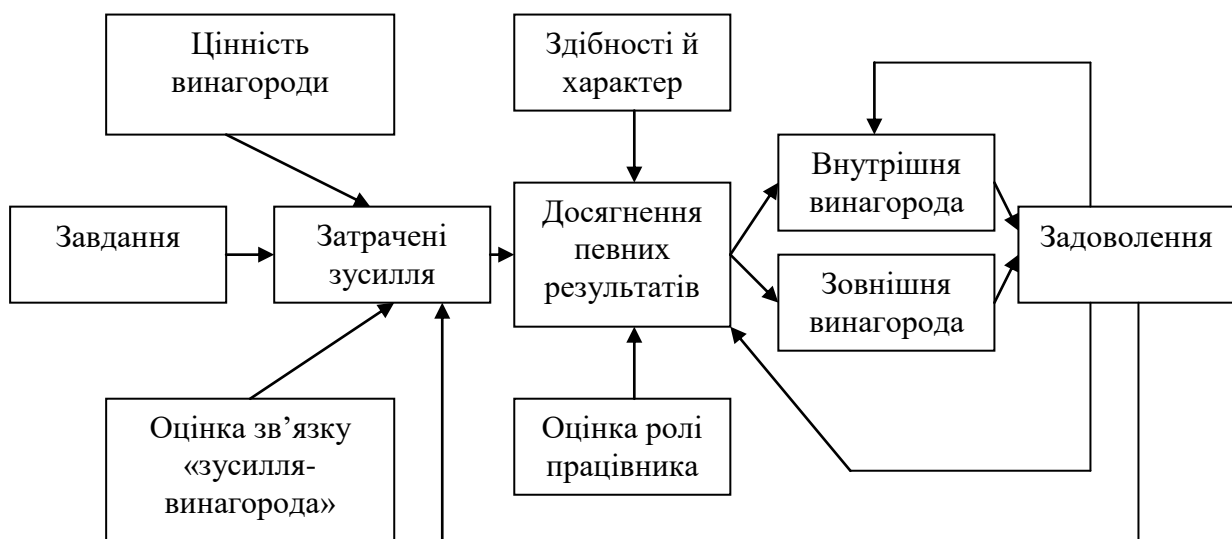 Цінність
винагороди
Здібності й
характер
Внутрішня
винагорода
Завдання
Затрачені
зусилля
Досягнення
певних
результатів
Задоволення
Зовнішня
винагорода
Оцінка зв’язку
«зусилля-
винагорода»
Оцінка ролі
працівника